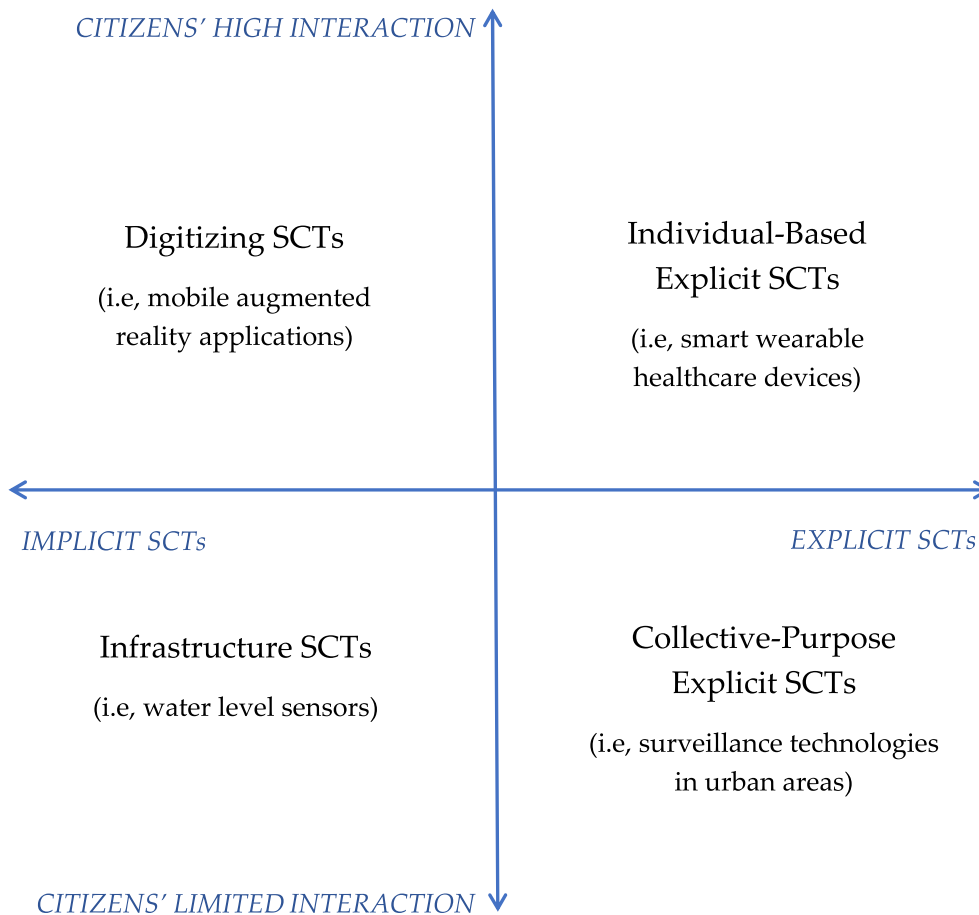 CITIZENS’ HIGH INTERACTION
Digitizing SCTs
(i.e, mobile augmented
reality applications)
Individual-Based
Explicit SCTs
(i.e, smart wearable
healthcare devices)
IMPLICIT SCTs
EXPLICIT SCTs
Infrastructure SCTs
(i.e, water level sensors)
Collective-Purpose
Explicit SCTs
(i.e, surveillance technologies
in urban areas)
CITIZENS’ LIMITED INTERACTION